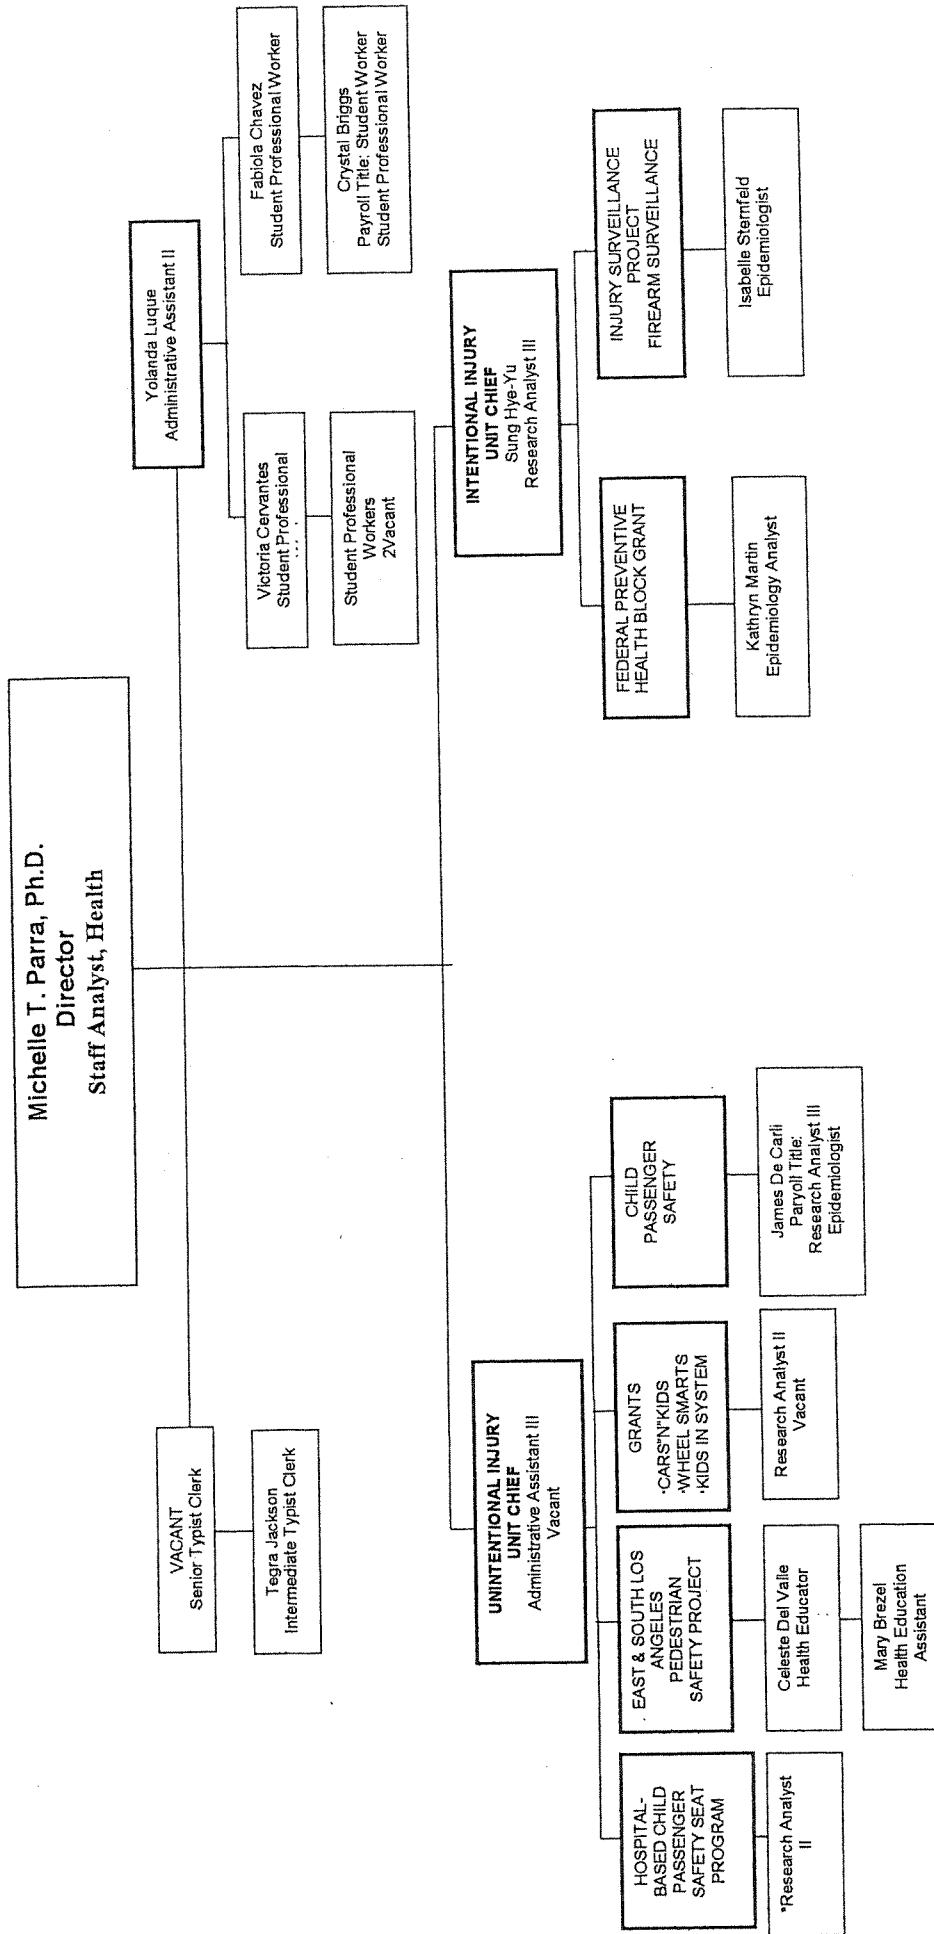 Michelle T. Parra, Ph.D.
Director
Staff Analyst, Health
VACANT
Senior Typist Clerk
Tegra Jackson
Intermediate Typist Clerk
Yolanda Luque
Administrative Assistant II
Victoria Cervantes
Student Professional
Student Professional
Workers
2Vacant
Fabiola Chavez
Student Professional Worker
Crystal Briggs
Payroll Title: Student Worker
Student Professional Worker
UNINTENTIONAL INJURY
UNIT CHIEF
Administrative Assistant III
Vacant
HOSPITAL-
BASED CHILD
PASSENGER
SAFETY SEAT
PROGRAM
*Research Analyst
II
EAST & SOUTH LOS
ANGELES
PEDESTRIAN
SAFETY PROJECT
Celeste Del Valle
Health Educator
Mary Brezel
Health Education
Assistant
GRANTS
·CARS"N"KIDS
·WHEEL SMARTS
·KIDS IN SYSTEM
Research Analyst II
Vacant
CHILD
PASSENGER
SAFETY
James De Carli
Paryoll Title:
Research Analyst III
Epidemiologist
INTENTIONAL INJURY
UNIT CHIEF
Sung Hye-Yu
Research Analyst III
FEDERAL PREVENTIVE
HEALTH BLOCK GRANT
Kathryn Martin
Epidemiology Analyst
INJURY SURVEILLANCE
PROJECT
FIREARM SURVEILLANCE
Isabelle Sternfeld
Epidemiologist